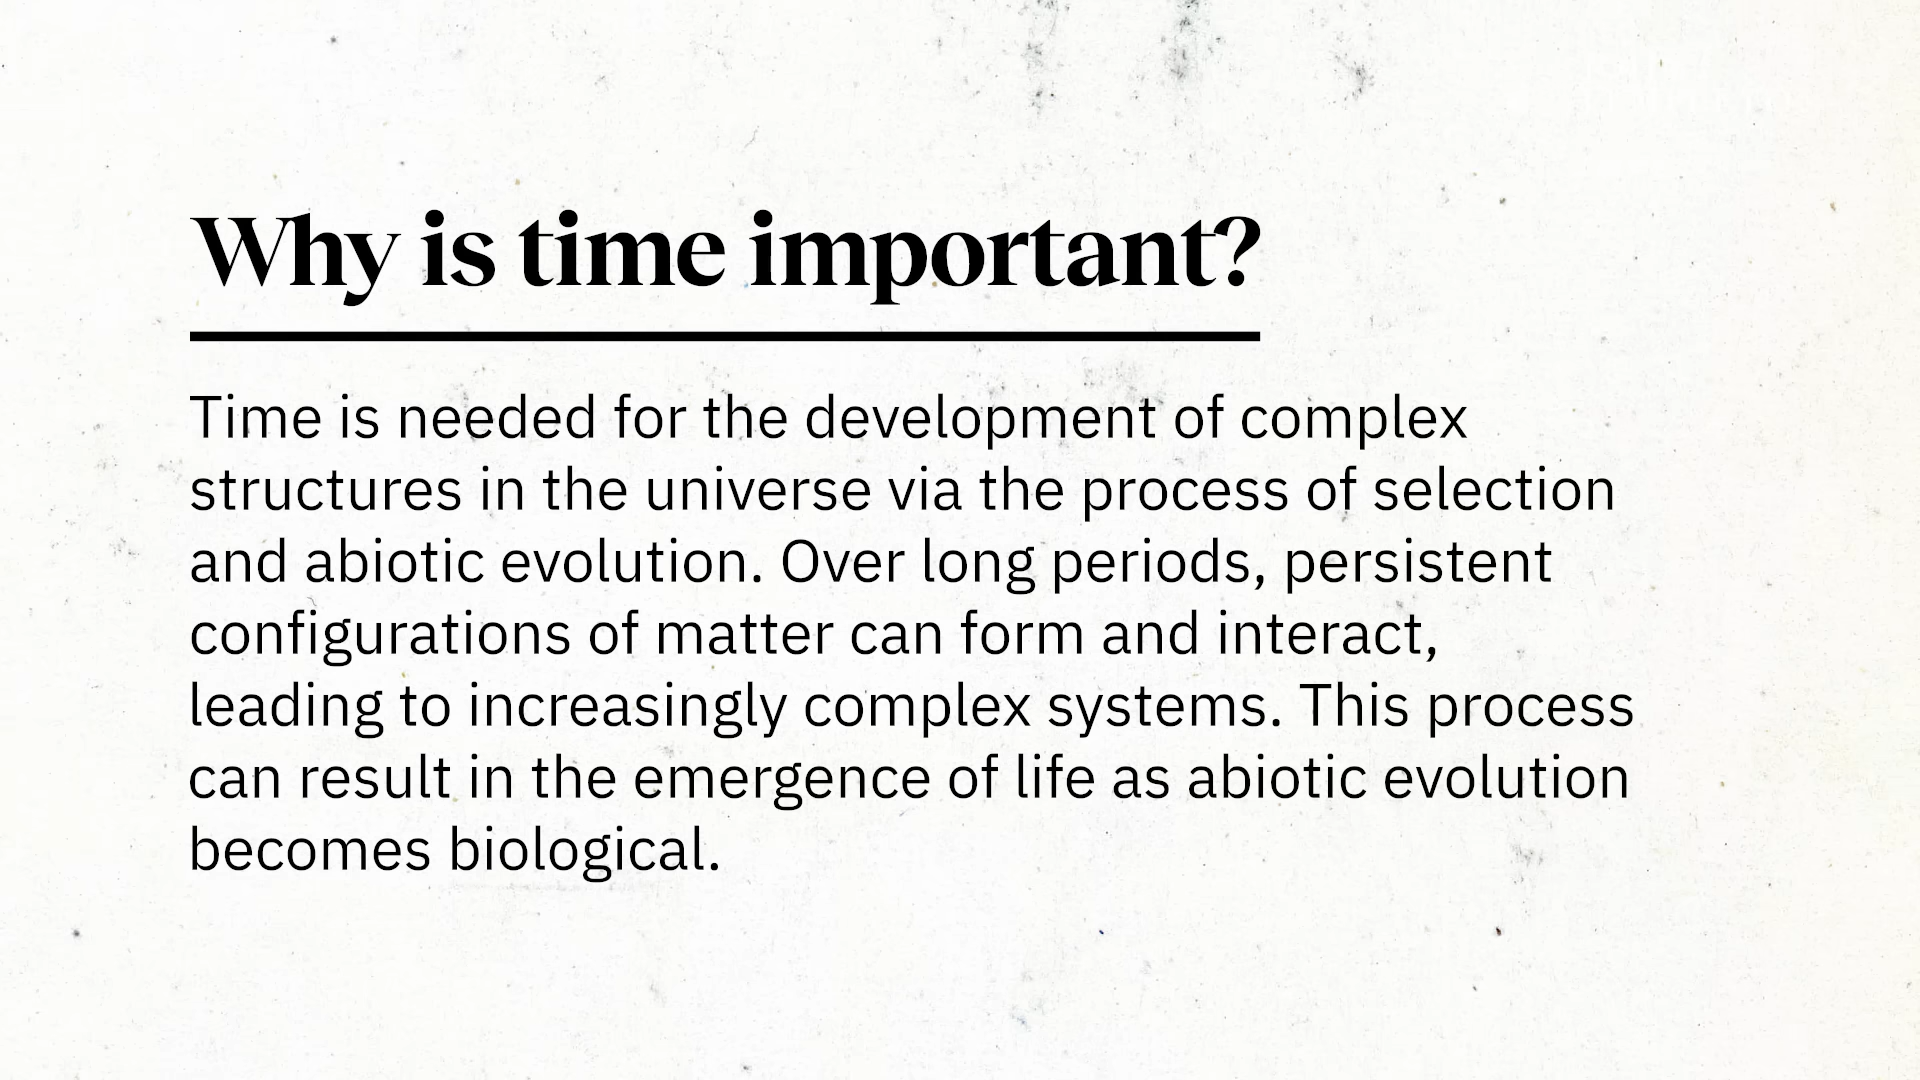 Why is time important?
Time is needed for the development of complex
structures in the universe via the process of selection
and abiotic evolution. Over long periods, persistent
configurations of matter can form and interact,
leading to increasingly complex systems. This process
can result in the emergence of life as abiotic evolution
becomes biological.